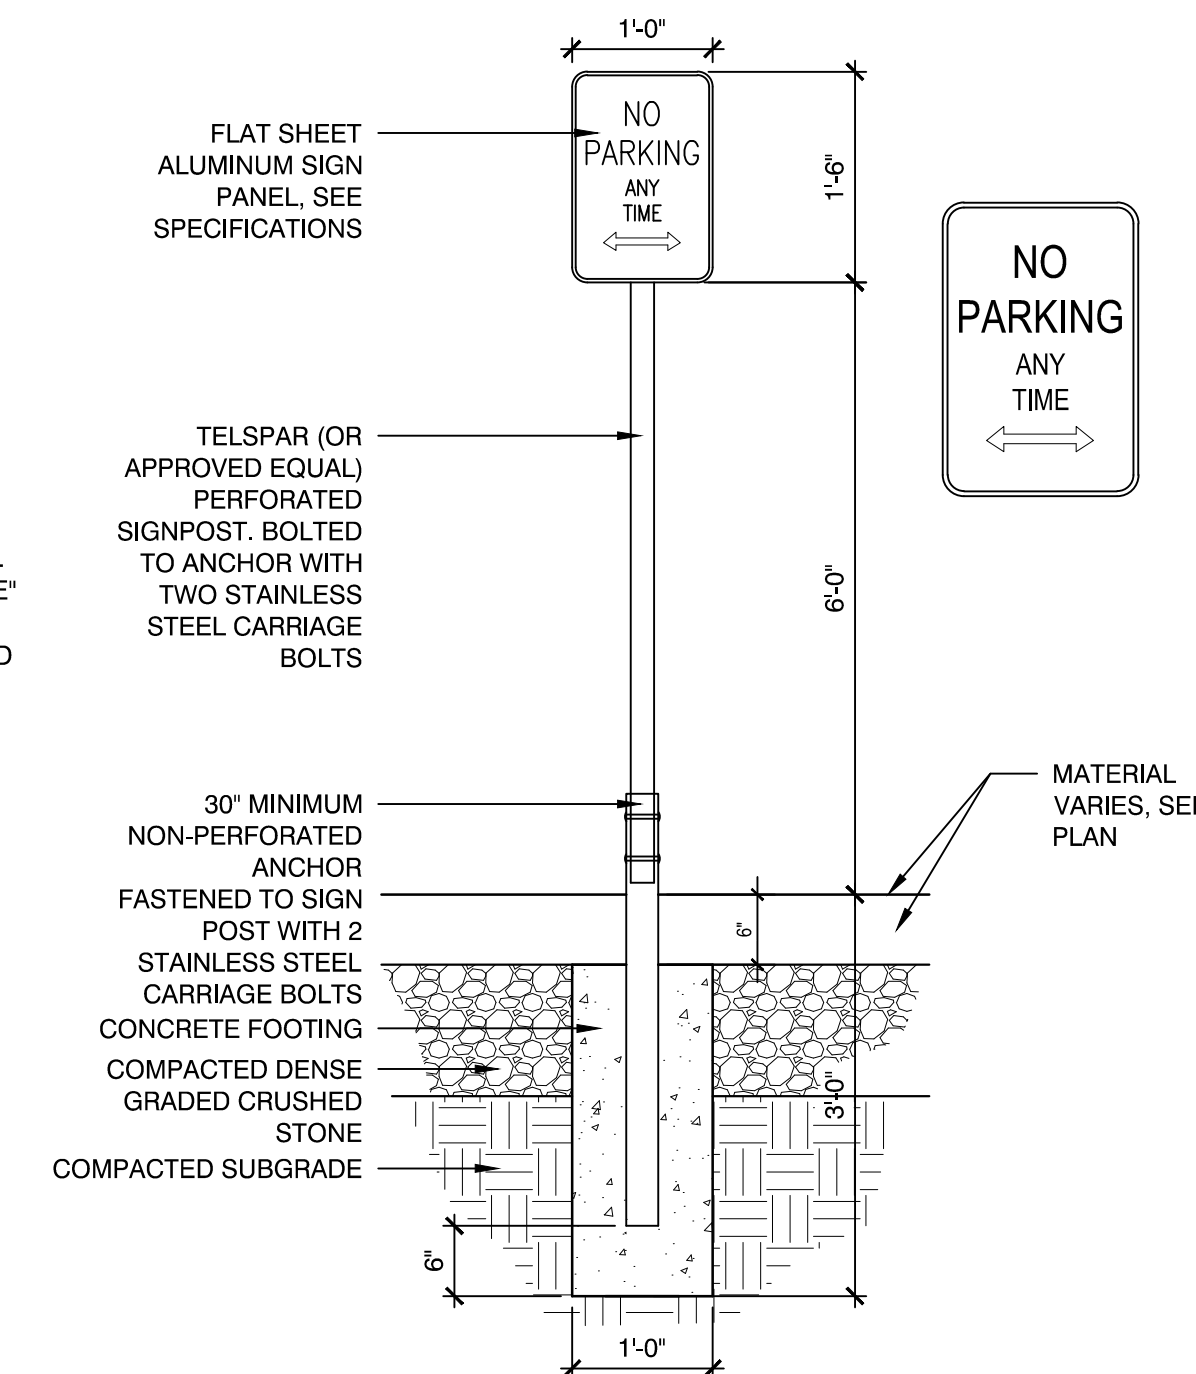 1'-0"
NO
PARKING
ANY
TIME
FLAT SHEET
ALUMINUM SIGN
PANEL, SEE
SPECIFICATIONS
1'-6"
NO
PARKING
ANY
TIME
TELSPAR (OR
APPROVED EQUAL)
PERFORATED
SIGNPOST. BOLTED
TO ANCHOR WITH
TWO STAINLESS
STEEL CARRIAGE
BOLTS
6'-0"
E"
D
30" MINIMUM
NON-PERFORATED
ANCHOR
FASTENED TO SIGN
POST WITH 2
STAINLESS STEEL
CARRIAGE BOLTS
MATERIAL
VARIES, SEE
PLAN
6"
CONCRETE FOOTING
COMPACTED DENSE
GRADED CRUSHED
STONE
COMPACTED SUBGRADE
3'-0"
6"
1'-0"